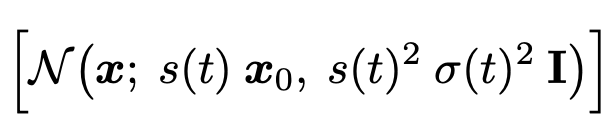 [𝒩(𝒙; s(t) 𝒙₀, s(t)² σ(t)² 𝐈)]